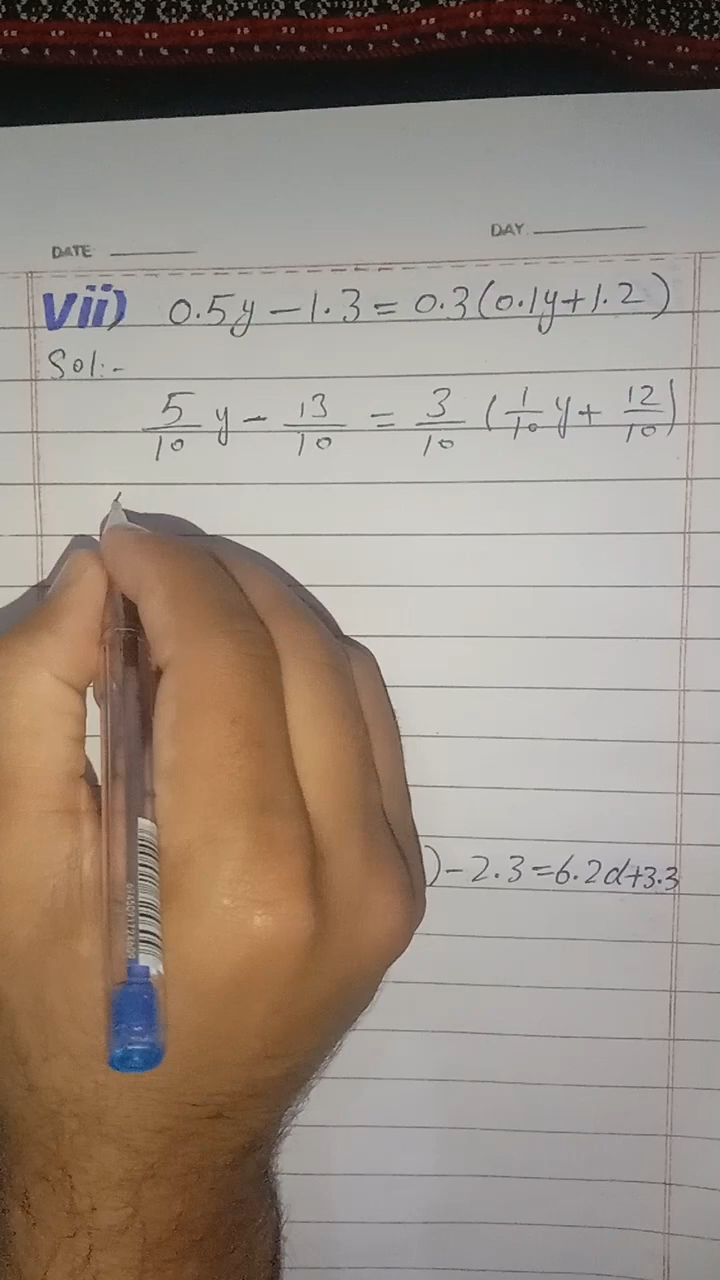 DAY
DATE
vii) 0.5y - 1.3 = 0.3(0.1y+1.2)
Sol:-
5/10 y - 13/10 = 3/10 (1/10 y + 12/10)
) - 2.3 = 6.2d+3.3